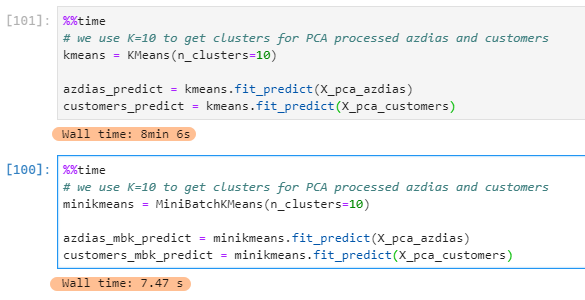 [101]:
%%time
# we use K=10 to get clusters for PCA processed azdias and customers
kmeans = KMeans(n_clusters=10)
azdias_predict = kmeans.fit_predict(X_pca_azdias)
customers_predict = kmeans.fit_predict(X_pca_customers)
Wall time: 8min 6s
[100]:
%%time
# we use K=10 to get clusters for PCA processed azdias and customers
minikmeans = MiniBatchKMeans(n_clusters=10)
azdias_mbk_predict = minikmeans.fit_predict(X_pca_azdias)
customers_mbk_predict = minikmeans.fit_predict(X_pca_customers)
Wall time: 7.47 s